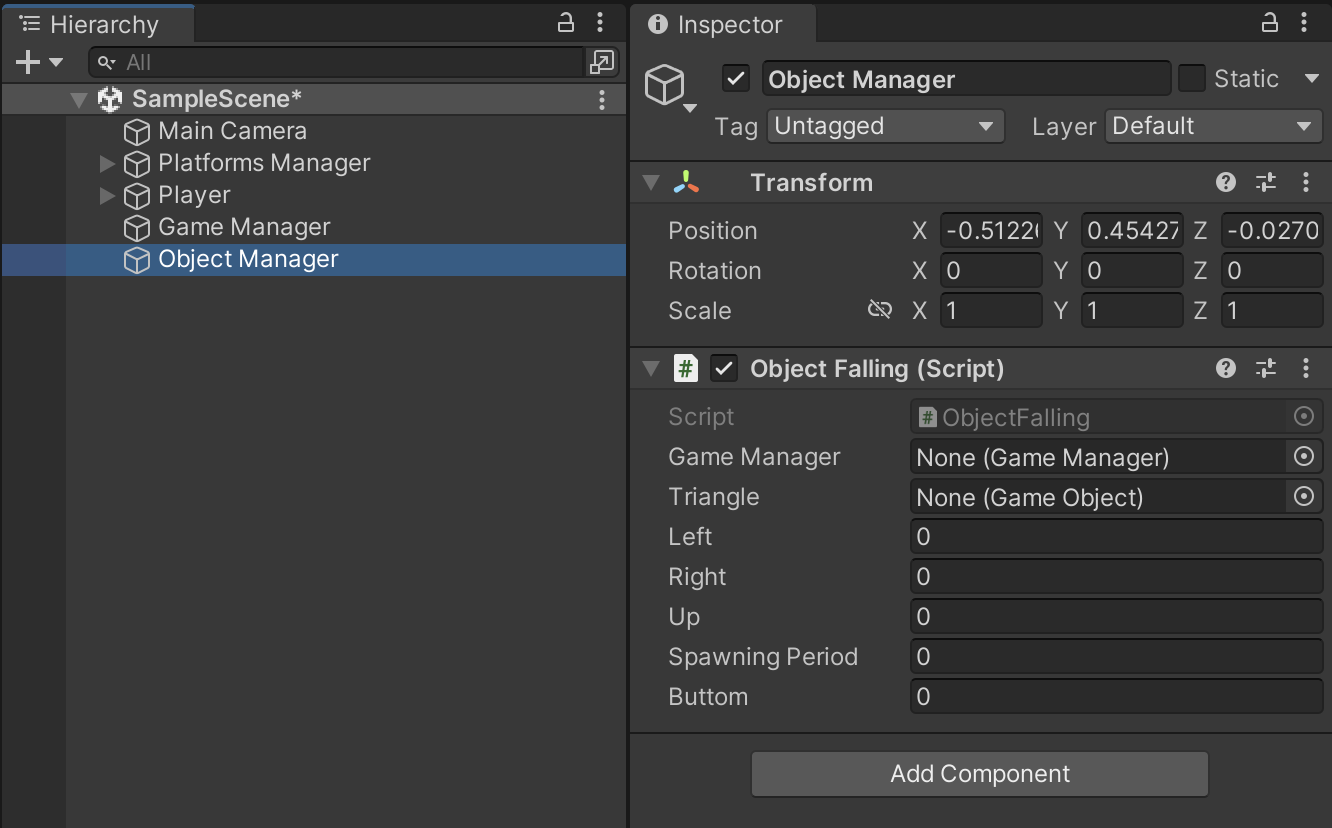 Hierarchy
All
SampleScene*
Main Camera
Platforms Manager
Player
Game Manager
Object Manager
Inspector
Object Manager
Static
Tag Untagged Layer Default
Transform
Position X -0.5122 Y 0.45427 Z -0.0270
Rotation X 0 Y 0 Z 0
Scale X 1 Y 1 Z 1
# Object Falling (Script)
Script # ObjectFalling
Game Manager None (Game Manager)
Triangle None (Game Object)
Left 0
Right 0
Up 0
Spawning Period 0
Buttom 0
Add Component